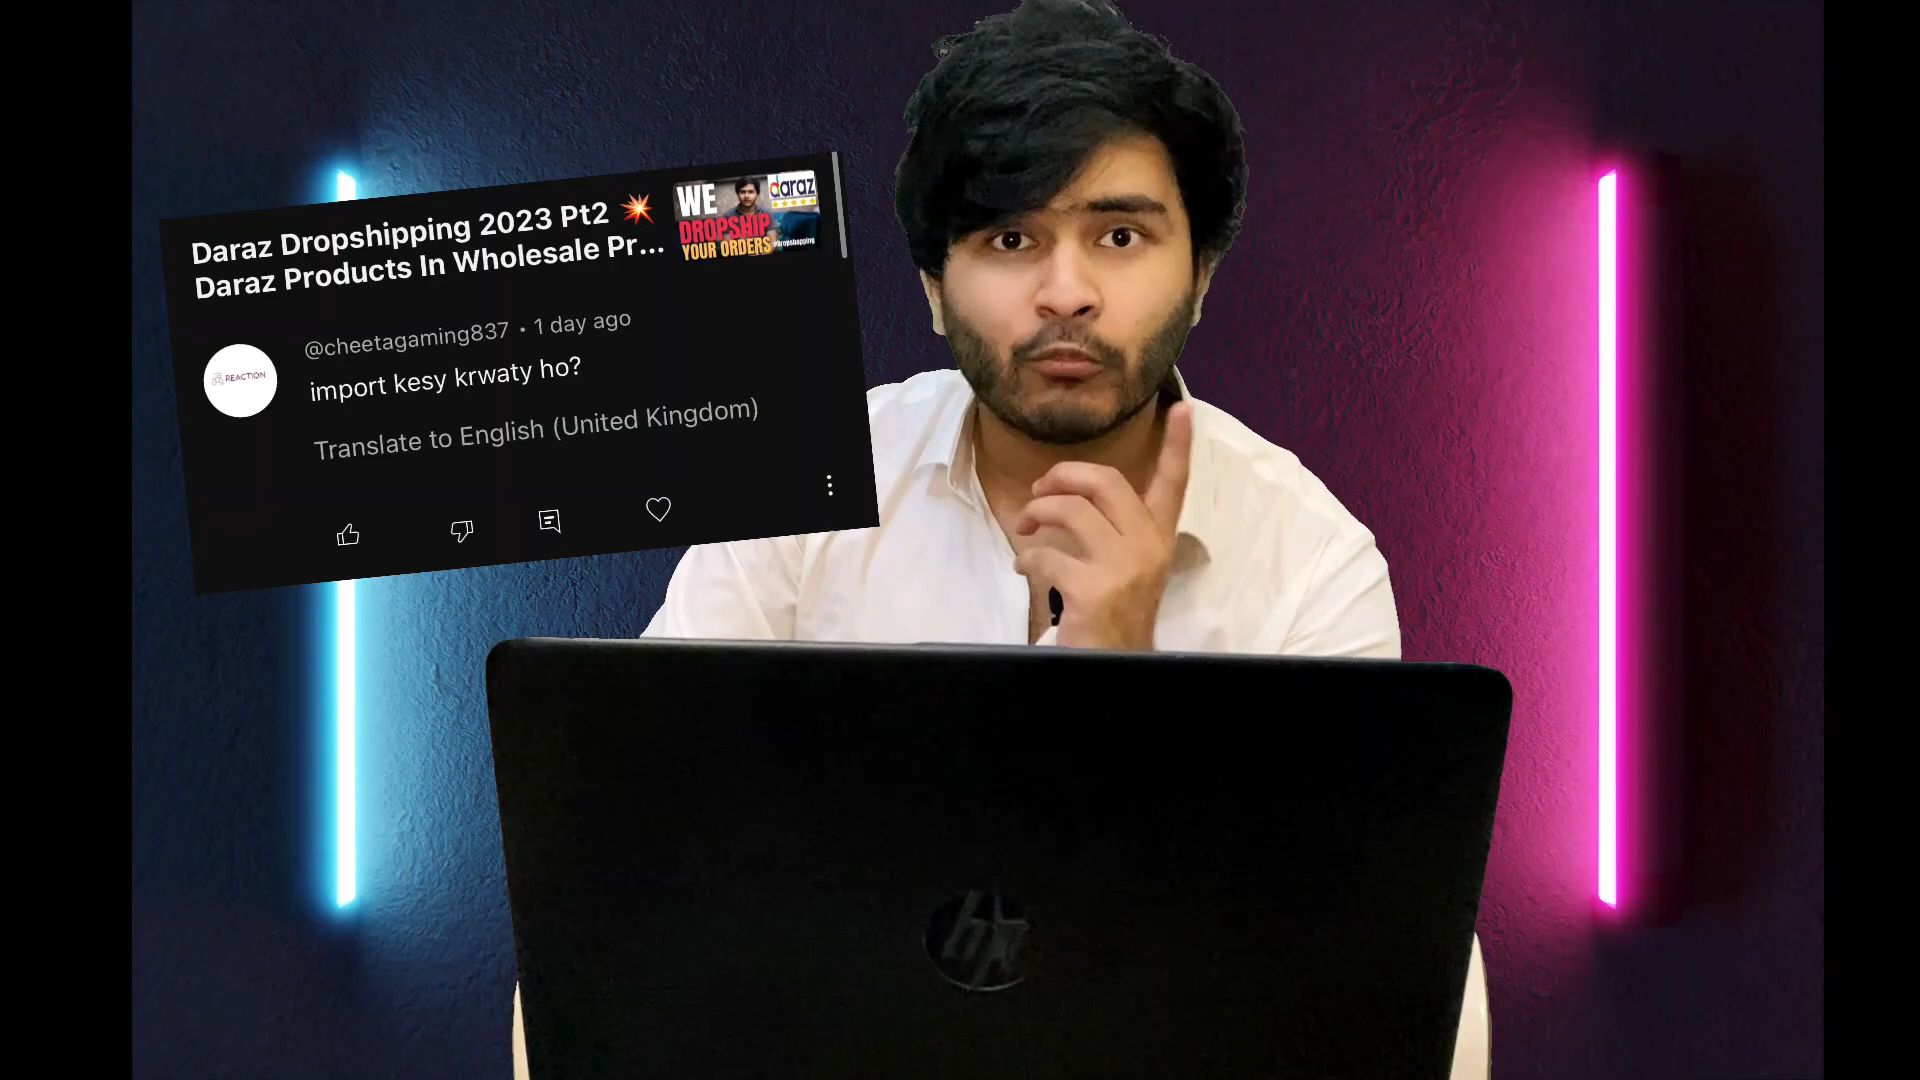 Daraz Dropshipping 2023 Pt2 💥
Daraz Products In Wholesale Pr...
WE
DROPSHIP
YOUR ORDERS
daraz
#Dropshopping
@cheetagaming837 • 1 day ago
REACTION
import kesy krwaty ho?
Translate to English (United Kingdom)
hp